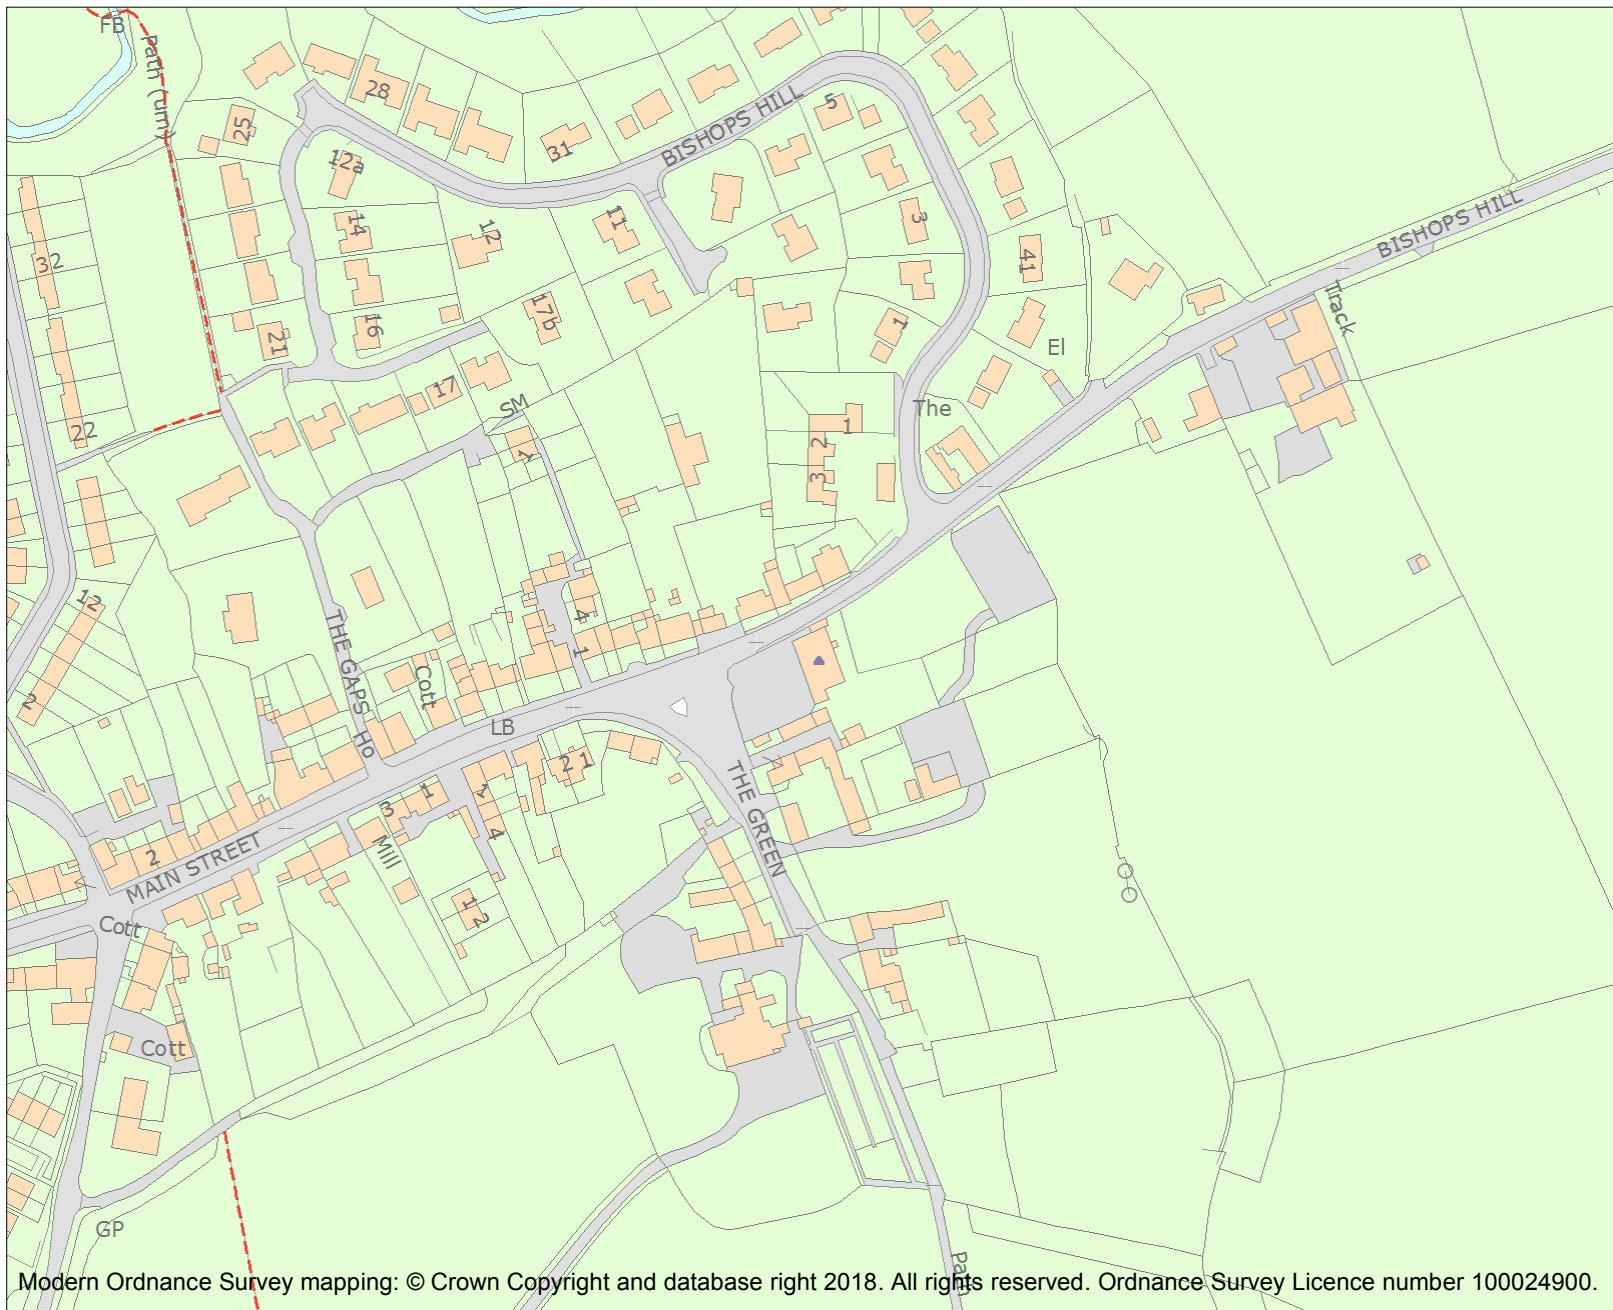 FB
Path (um)
28
25
5
BISHOPS HILL
31
12a
14
12
11
3
41
BISHOPS HILL
32
17b
16
21
1
Track
El
17
SM
The
22
1
2
3
1
12
4
1
THE GAPS
Cott
Ho
LB
2
2 1
THE GREEN
1
3
1
4
Mill
2
MAIN STREET
1 2
Cott
Cott
GP
Path
Modern Ordnance Survey mapping: © Crown Copyright and database right 2018. All rights reserved. Ordnance Survey Licence number 100024900.